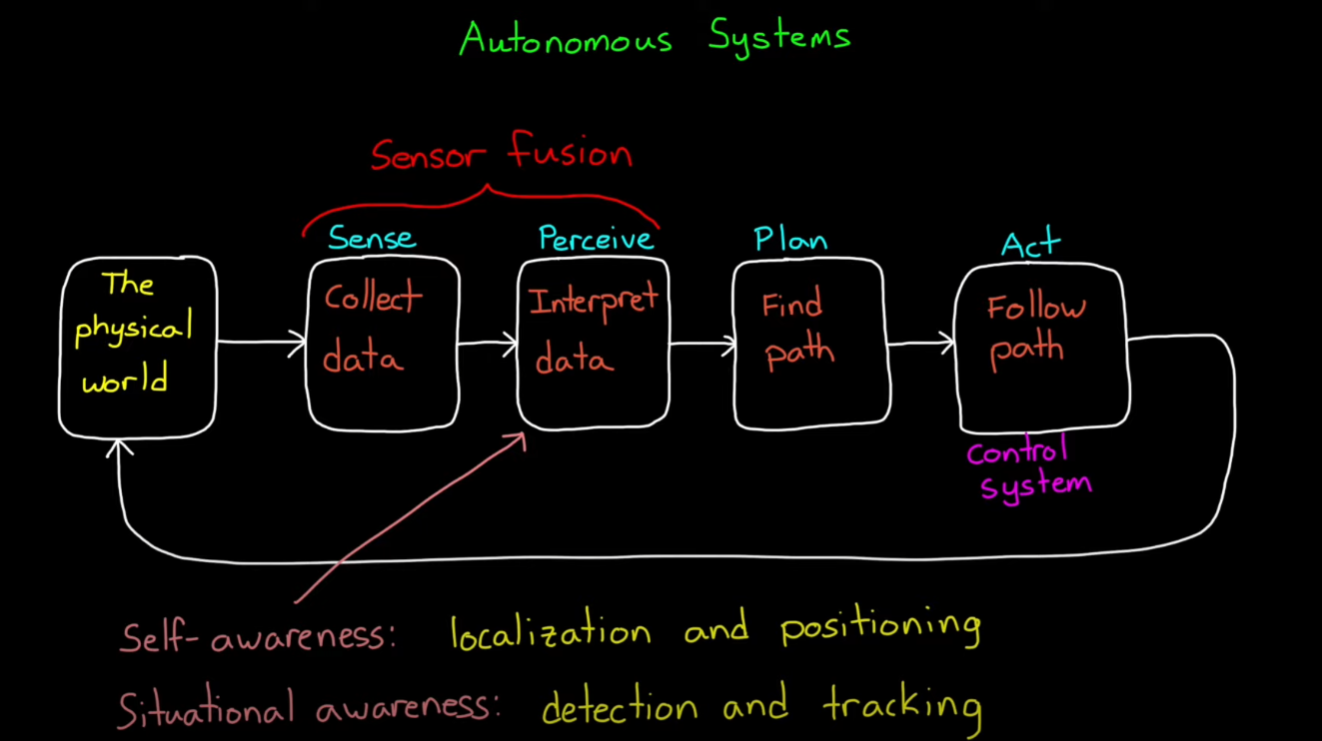 Autonomous Systems
Sensor fusion
Sense
Perceive
Plan
Act
The
physical
world
Collect
data
Interpret
data
Find
path
Follow
path
Control
system
Self-awareness: localization and positioning
Situational awareness: detection and tracking